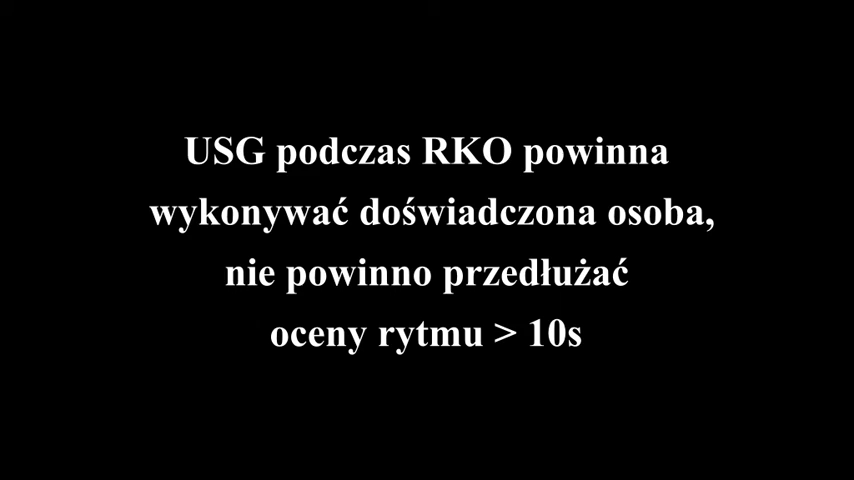 USG podczas RKO powinna
wykonywać doświadczona osoba,
nie powinno przedłużać
oceny rytmu > 10s